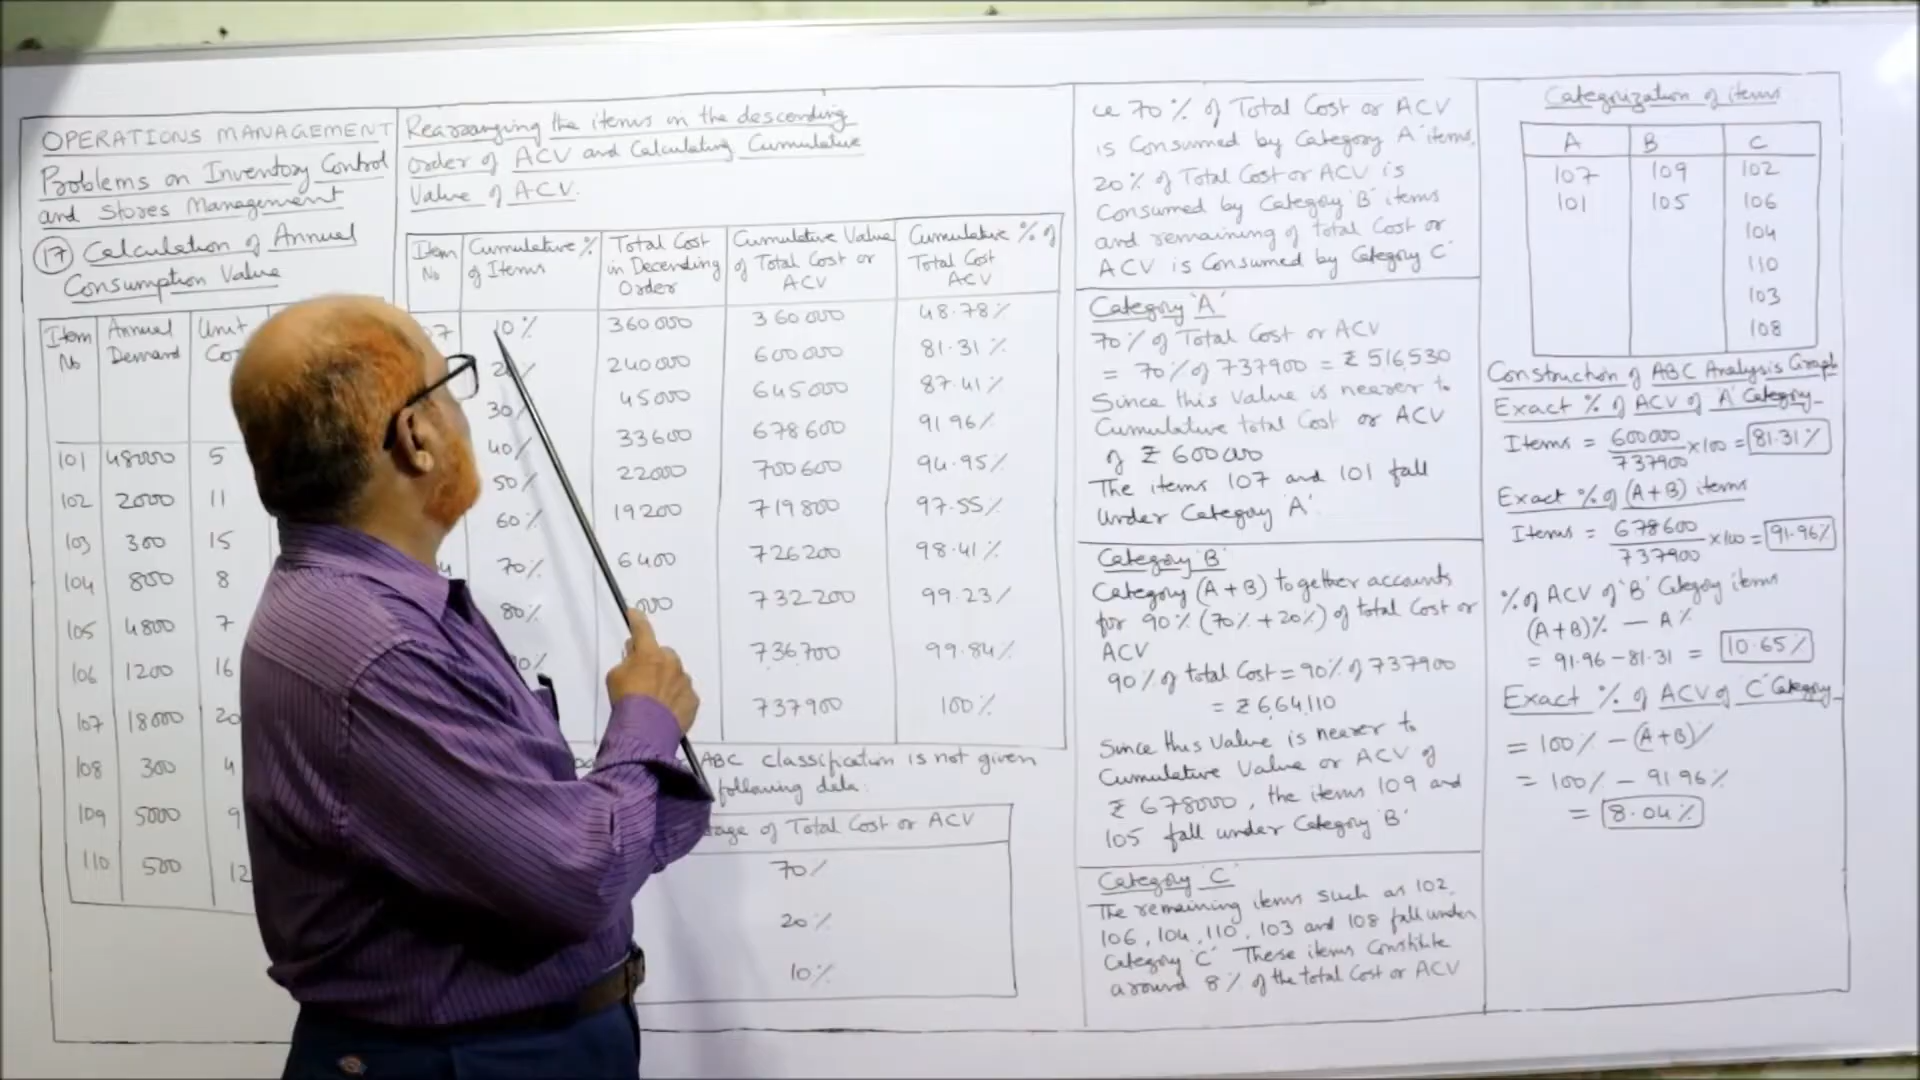 OPERATIONS MANAGEMENT
Problems on Inventory Control
and Stores Management
17 Calculation of Annual
Consumption Value
Item No Annual Demand Unit
101 48000 5
102 2000 11
103 300 15
104 800 8
105 4800 7
106 1200 16
107 18000 20
108 300 4
109 5000 9
110 500 12
Rearranging the items in the descending
order of ACV and Calculating Cumulative
Value of ACV.
Item No Cumulative % of Items Total Cost in Decending Order Cumulative Value of Total Cost or ACV Cumulative % of Total Cost ACV
10% 360000 360000 48.78%
20% 240000 600000 81.31%
30% 45000 645000 87.41%
40% 33600 678600 91.96%
50% 22000 700600 94.95%
60% 19200 719800 97.55%
70% 6400 726200 98.41%
80% 732200 99.23%
736,700 99.84%
737900 100%
ABC classification is not given
following data:
of Total Cost or ACV
70%
20%
10%
ie 70% of Total Cost or ACV
is Consumed by Category A' items,
20% of Total Cost or ACV is
Consumed by Category 'B' items
and remaining of total Cost or
ACV is Consumed by Category C'
Category 'A'
70% of Total Cost or ACV
= 70% of 737900 = ₹ 516,530
Since this Value is nearer to
Cumulative total Cost or ACV
of ₹ 600000
The items 107 and 101 fall
under Category 'A'.
Category 'B'
Category (A + B) together accounts
for 90% (70% + 20%) of total Cost or
ACV
90% of total Cost = 90% of 737900
= ₹ 6,64,110
Since this Value is nearer to
Cumulative Value or ACV of
₹ 678000, the items 109 and
105 fall under Category 'B'
Category 'C'
The remaining items such as 102,
106, 104, 110, 103 and 108 fall under
Category 'C' These items Constitute
around 8% of the total Cost or ACV
Categorization of items
A B C
107 109 102
101 105 106
104
110
103
108
Construction of ABC Analysis Graph
Exact % of ACV of 'A' Category
Items = 600000/737900 × 100 = 81.31%
Exact % of (A+B) items
Items = 678600/737900 × 100 = 91.96%
% of ACV of 'B' Category items
(A+B)% - A%
= 91.96 - 81.31 = 10.65%
Exact % of ACV of 'C' Category
= 100% - (A+B)%
= 100% - 91.96%
= 8.04%